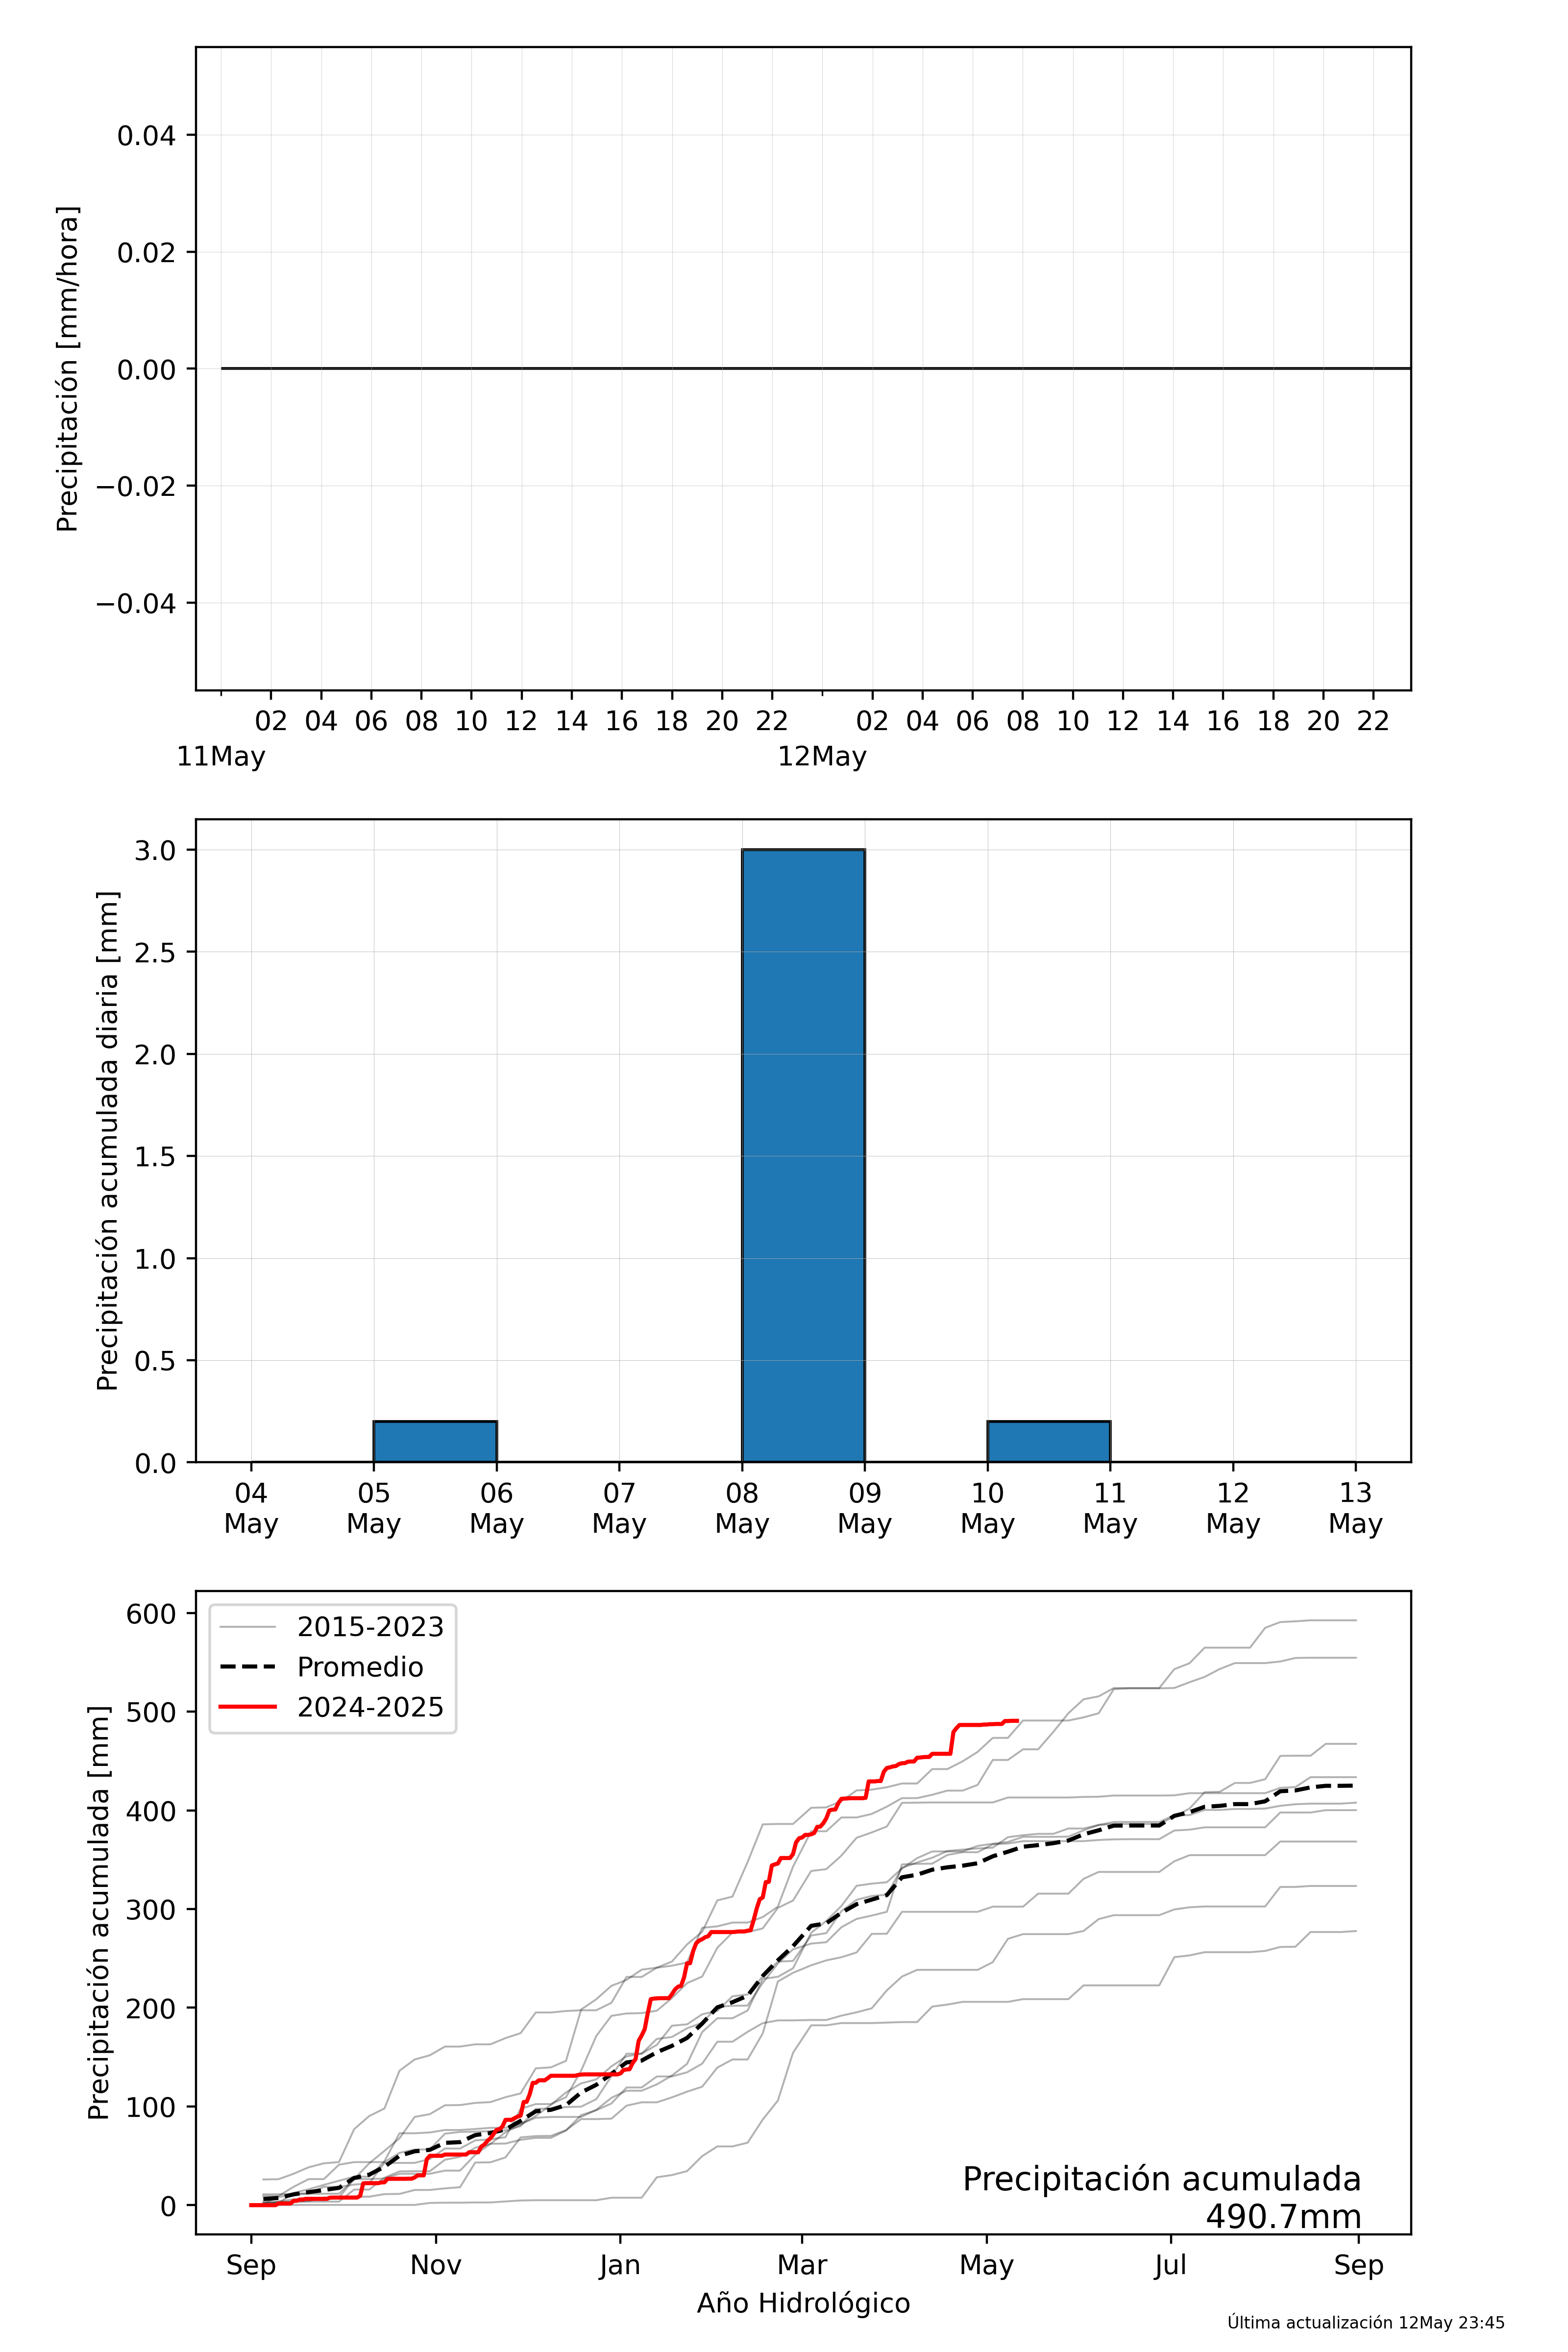 Precipitación [mm/hora]
0.04
0.02
0.00
−0.02
−0.04
02 04 06 08 10 12 14 16 18 20 22 02 04 06 08 10 12 14 16 18 20 22
11May 12May
Precipitación acumulada diaria [mm]
3.0
2.5
2.0
1.5
1.0
0.5
0.0
04 05 06 07 08 09 10 11 12 13
May May May May May May May May May May
Precipitación acumulada [mm]
600
500
400
300
200
100
0
2015-2023
Promedio
2024-2025
Precipitación acumulada
490.7mm
Sep Nov Jan Mar May Jul Sep
Año Hidrológico
Última actualización 12May 23:45